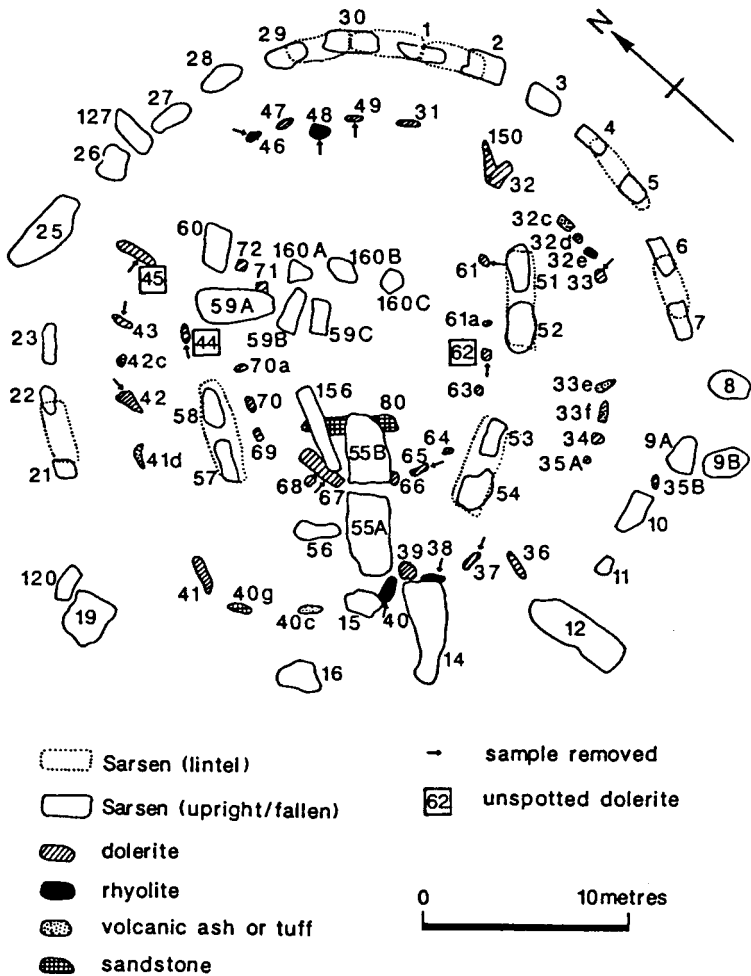 30
1
29
2
N
28
3
27
47
48
49
31
4
127
46
150
26
32
5
25
60
72
160A
160B
32c
32d
32e
6
45
71
160C
61
51
33
59A
7
43
59B
59C
61a
52
23
44
62
42c
70a
33e
8
22
42
156
80
63
33f
58
70
64
53
34
9A
9B
21
41d
57
69
55B
65
35A
35B
68
67
66
54
10
56
55A
39
38
37
36
11
120
41
40g
40c
15
40
12
19
14
16
Sarsen (lintel)
Sarsen (upright/fallen)
dolerite
rhyolite
volcanic ash or tuff
sandstone
sample removed
62 unspotted dolerite
0 10 metres